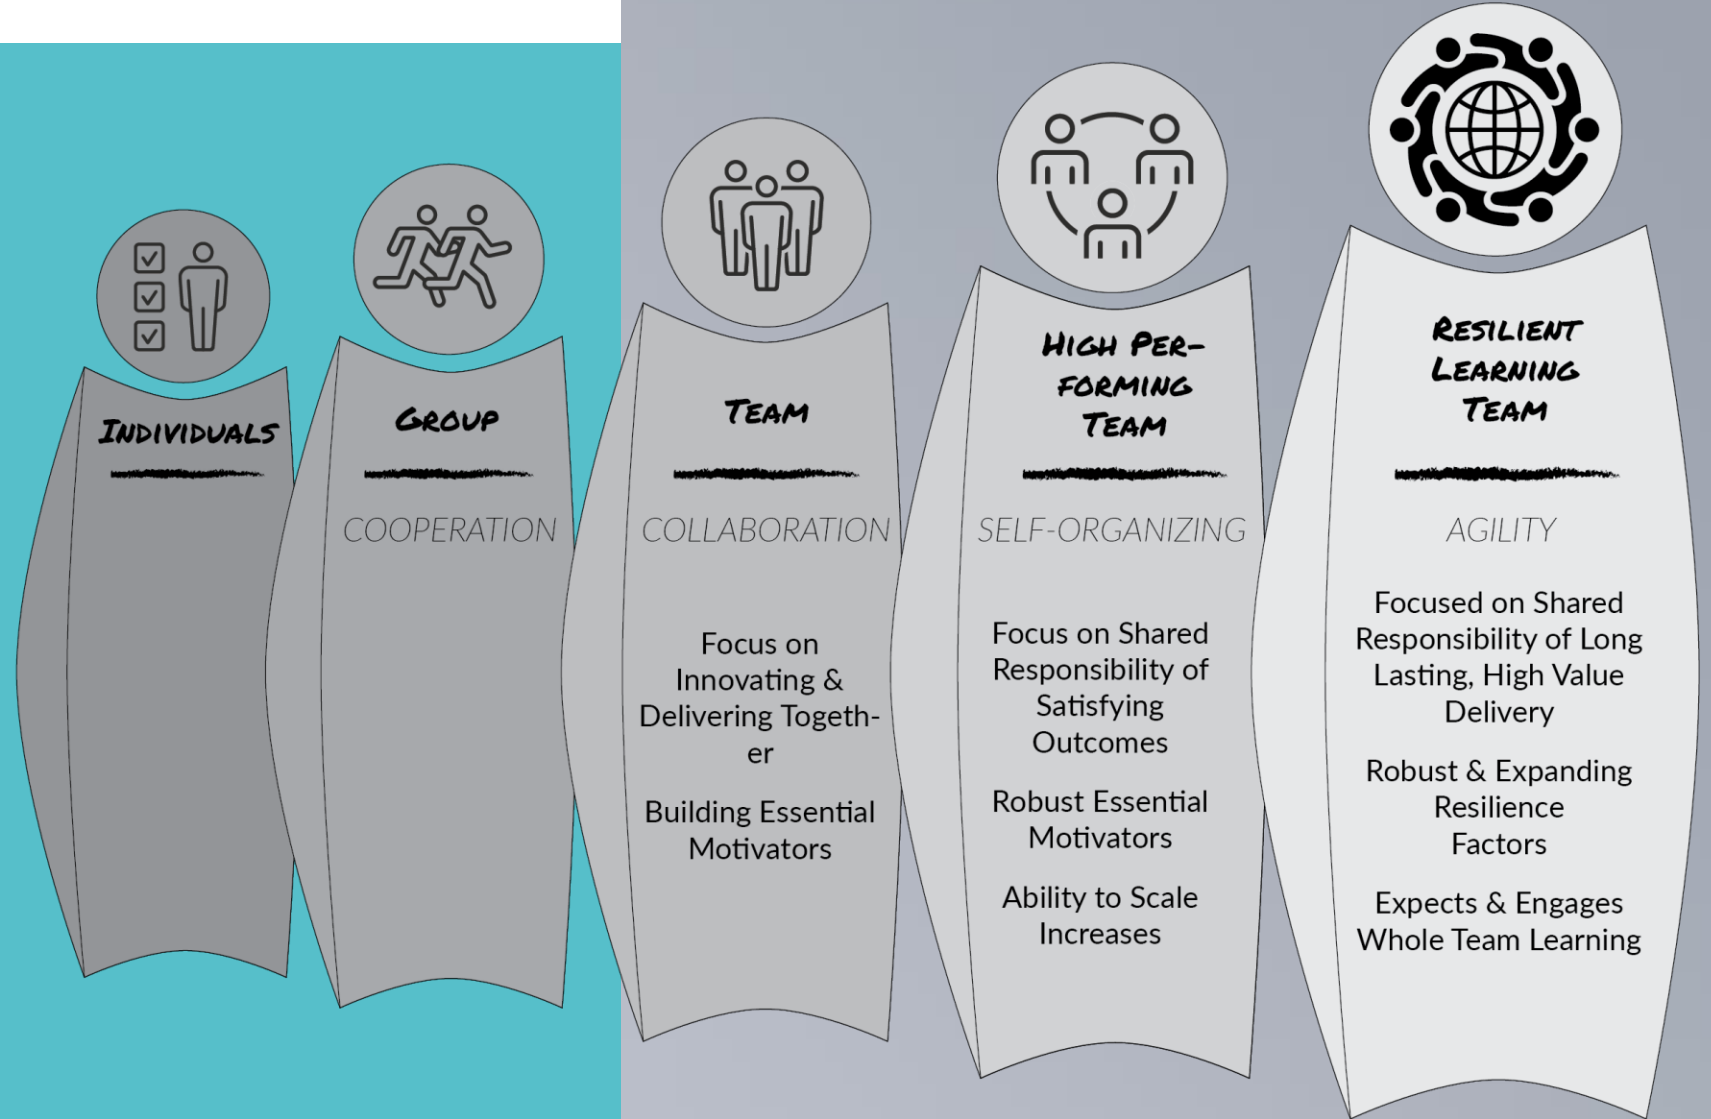 INDIVIDUALS
GROUP
COOPERATION
TEAM
COLLABORATION
Focus on
Innovating &
Delivering Togeth-
er
Building Essential
Motivators
HIGH PER-
FORMING
TEAM
SELF-ORGANIZING
Focus on Shared
Responsibility of
Satisfying
Outcomes
Robust Essential
Motivators
Ability to Scale
Increases
RESILIENT
LEARNING
TEAM
AGILITY
Focused on Shared
Responsibility of Long
Lasting, High Value
Delivery
Robust & Expanding
Resilience
Factors
Expects & Engages
Whole Team Learning